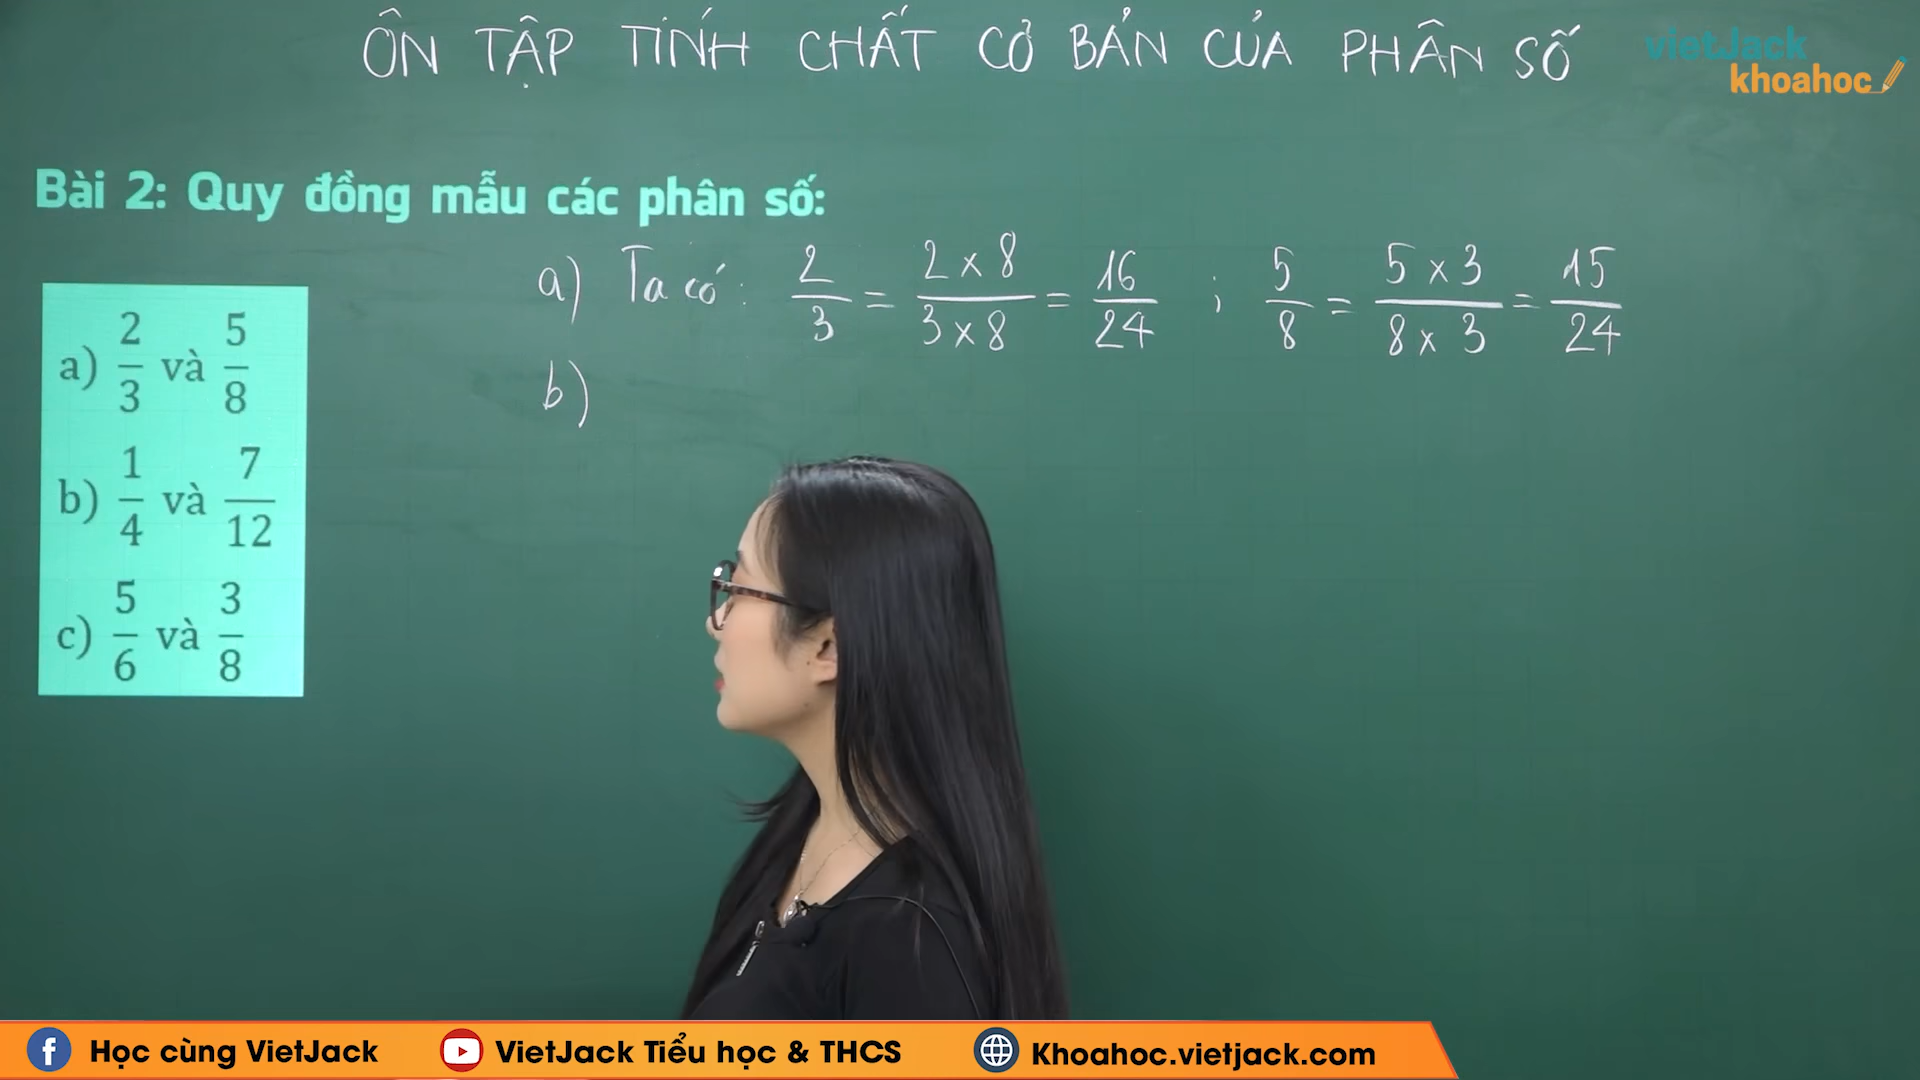 ÔN TẬP TÍNH CHẤT CƠ BẢN CỦA PHÂN SỐ
vietJack
khoahoc
Bài 2: Quy đồng mẫu các phân số:
a) 2/3 và 5/8
b) 1/4 và 7/12
c) 5/6 và 3/8
a) Ta có: 2/3 = 2 x 8/3 x 8 = 16/24 ; 5/8 = 5 x 3/8 x 3 = 15/24
b)
Học cùng VietJack
VietJack Tiểu học & THCS
Khoahoc.vietjack.com